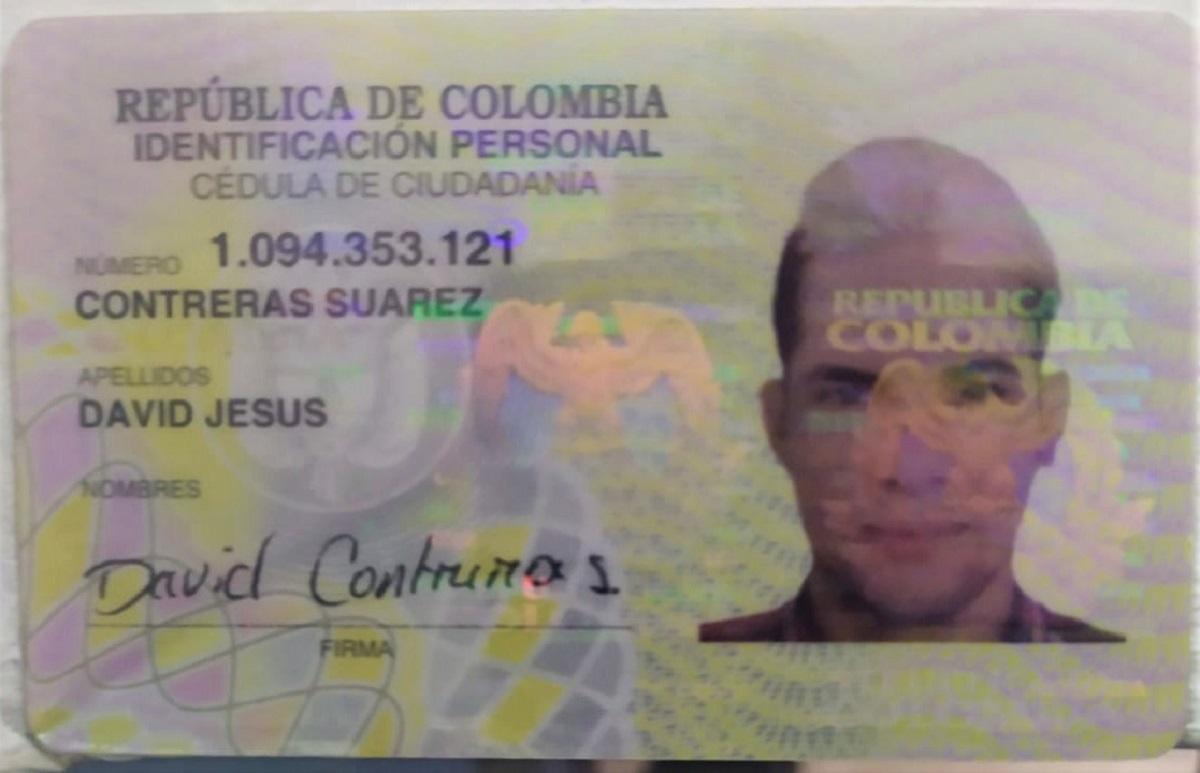 REPÚBLICA DE COLOMBIA
IDENTIFICACIÓN PERSONAL
CÉDULA DE CIUDADANÍA
NÚMERO 1.094.353.121
CONTRERAS SUAREZ
APELLIDOS
DAVID JESUS
NOMBRES
David Contreras S
FIRMA
REPUBLICA DE
COLOMBIA